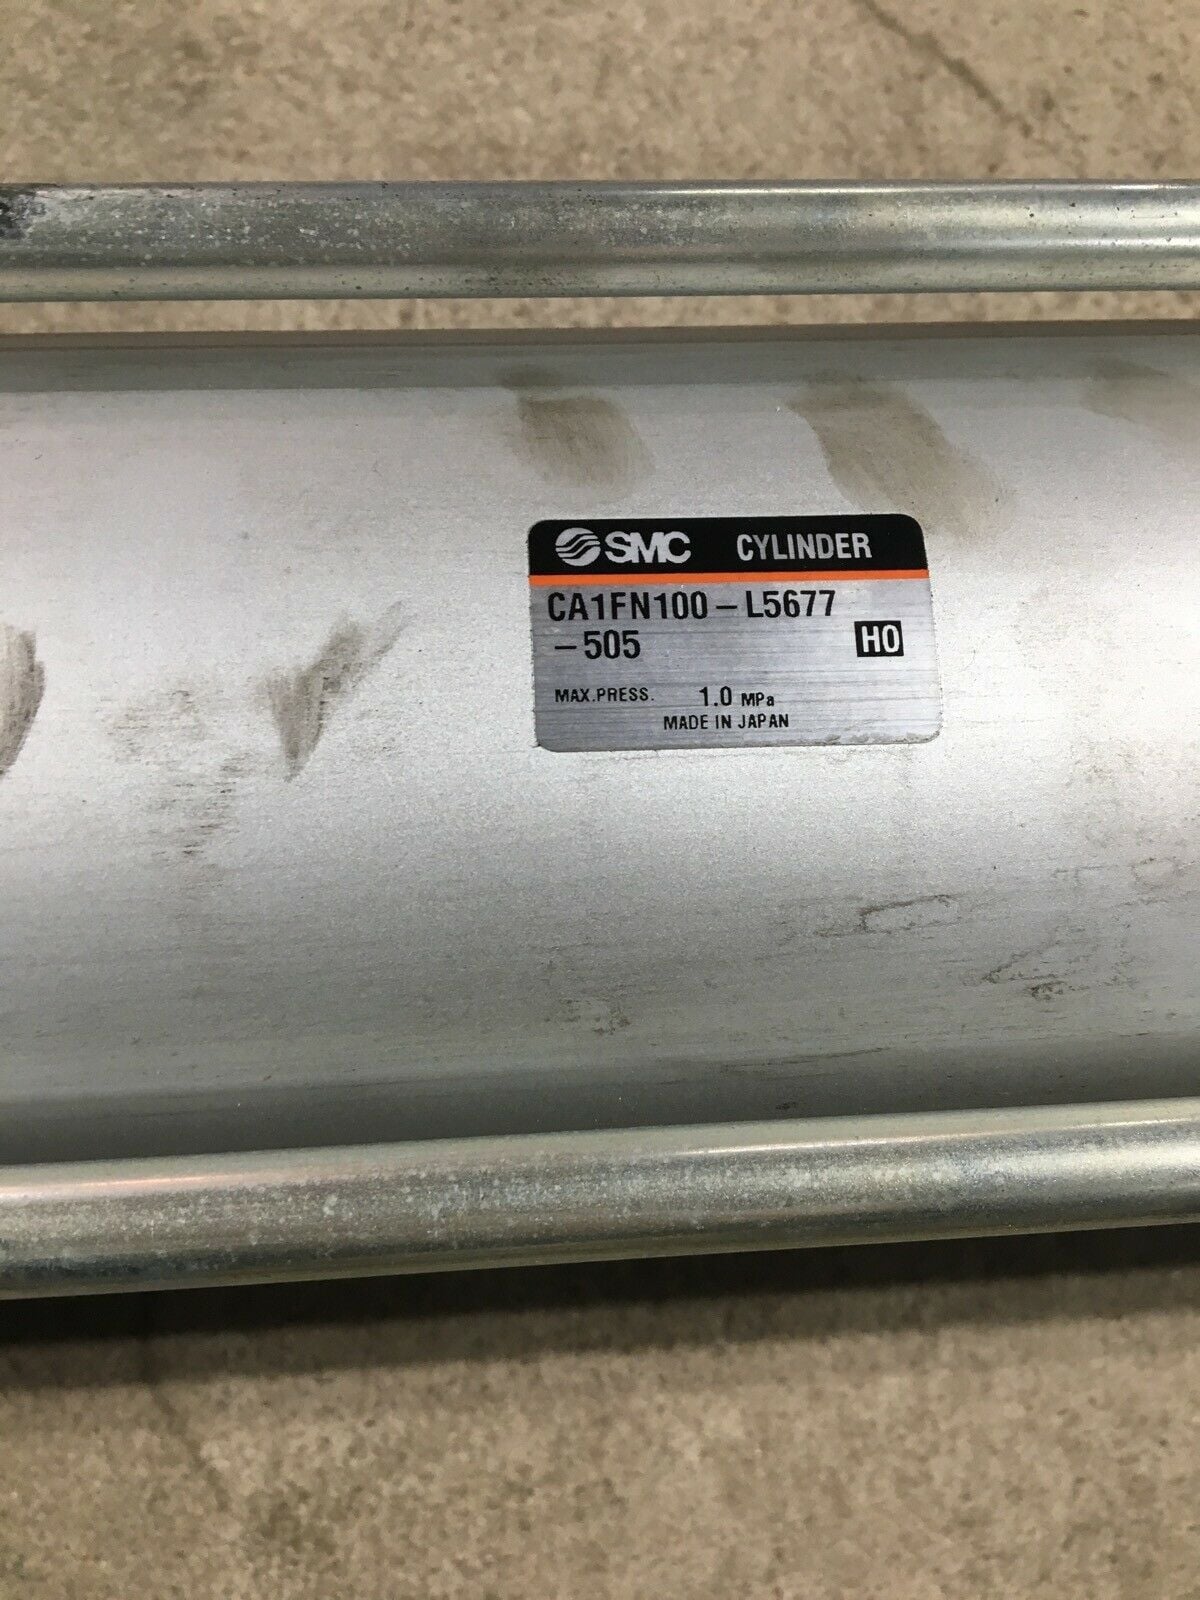 SMC CYLINDER
CA1FN100-L5677
-505 HO
MAX.PRESS. 1.0 MPa
MADE IN JAPAN